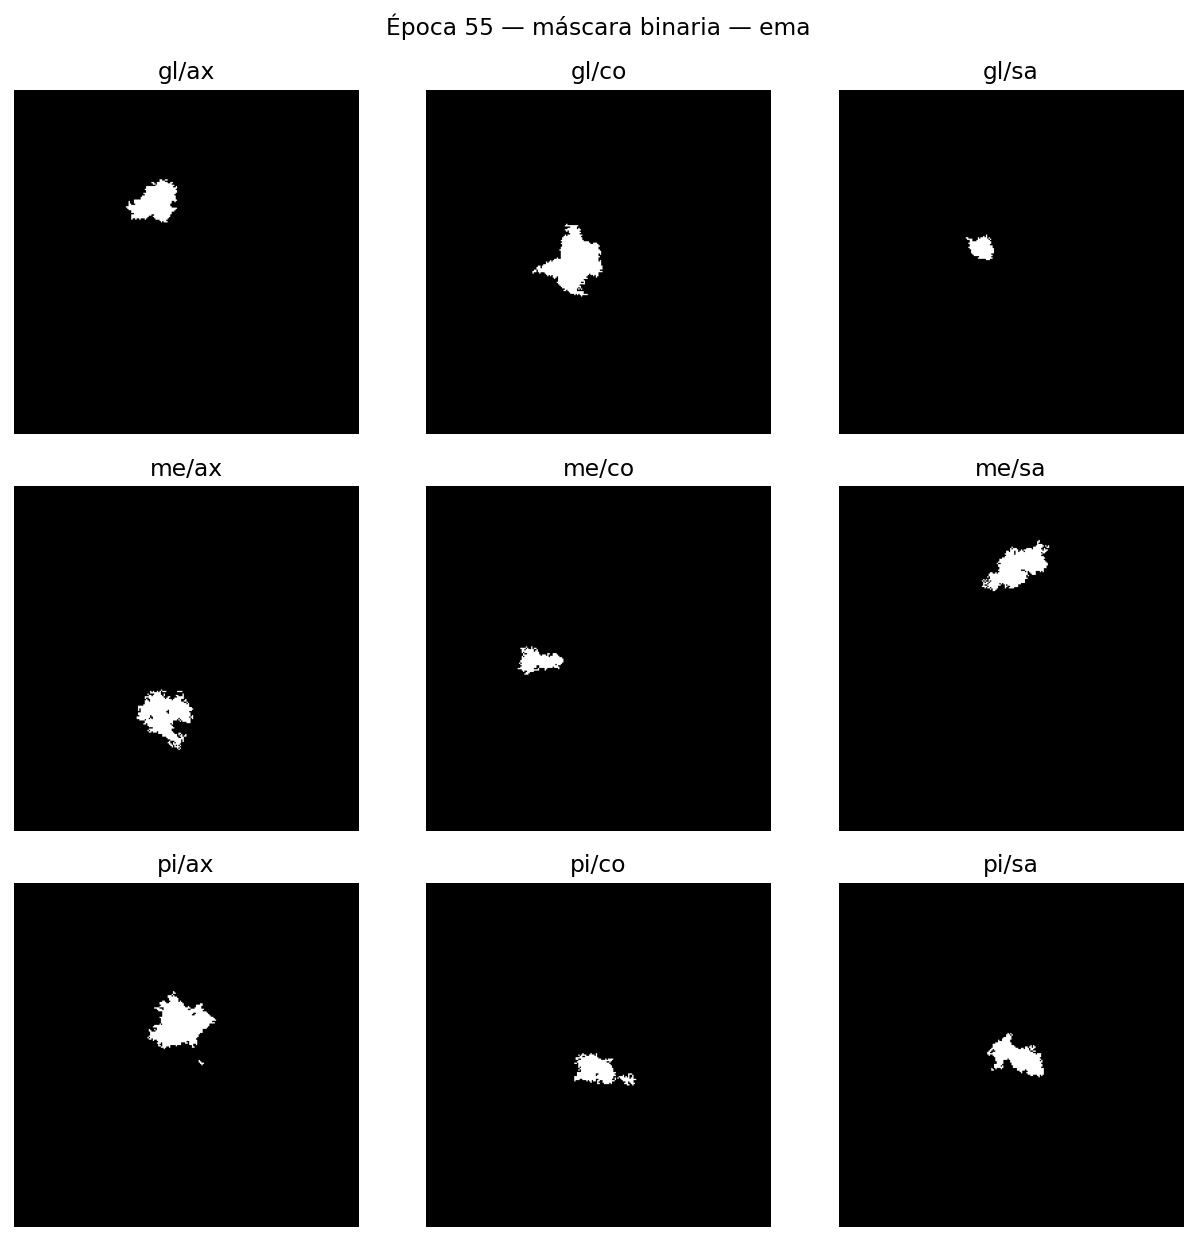 Época 55 — máscara binaria — ema
gl/ax gl/co gl/sa
me/ax me/co me/sa
pi/ax pi/co pi/sa